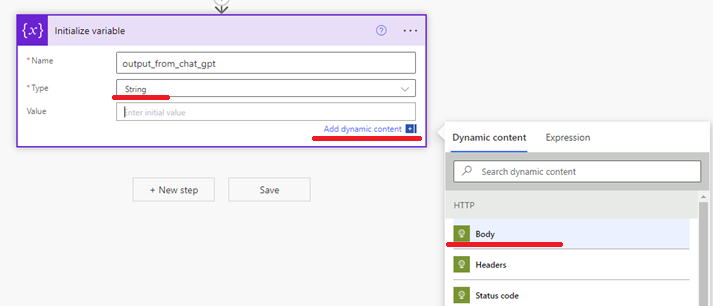 {x} Initialize variable
* Name output_from_chat_gpt
* Type String
Value Enter initial value
Add dynamic content
+ New step Save
Dynamic content Expression
Search dynamic content
HTTP
Body
Headers
Status code